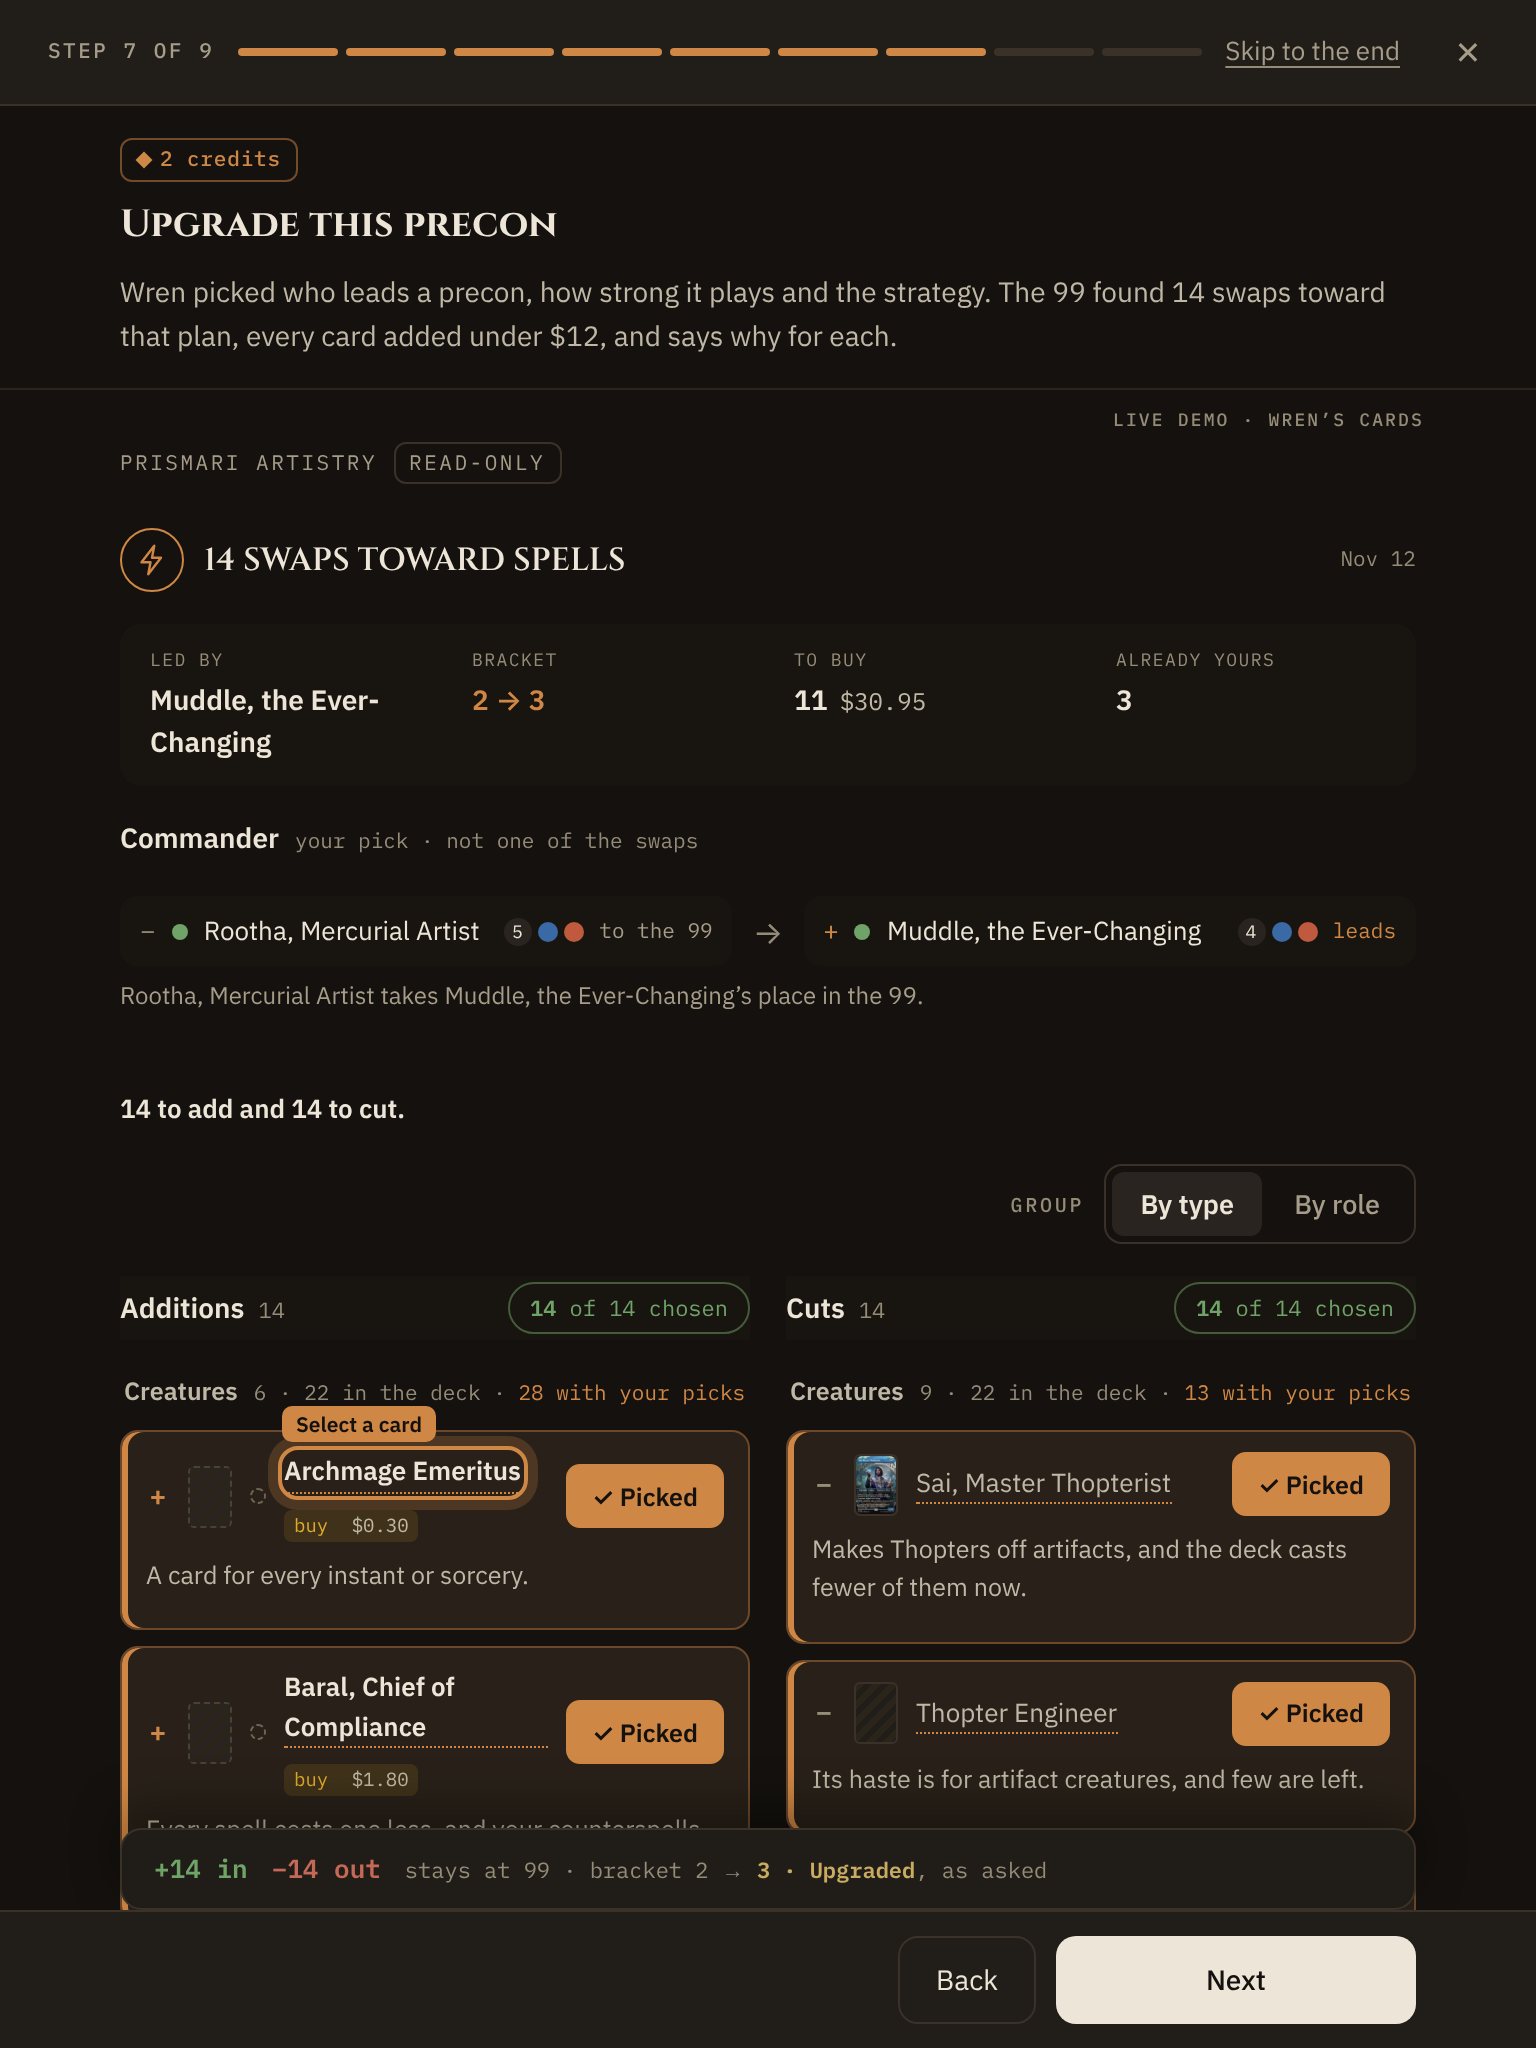 STEP 7 OF 9
Skip to the end
✕
◆ 2 credits
Upgrade this precon
Wren picked who leads a precon, how strong it plays and the strategy. The 99 found 14 swaps toward
that plan, every card added under $12, and says why for each.
LIVE DEMO · WREN’S CARDS
PRISMARI ARTISTRY
READ-ONLY
14 SWAPS TOWARD SPELLS
Nov 12
LED BY
Muddle, the Ever-
Changing
BRACKET
2 → 3
TO BUY
11 $30.95
ALREADY YOURS
3
Commander your pick · not one of the swaps
− Rootha, Mercurial Artist 5 to the 99
→
+ Muddle, the Ever-Changing 4 leads
Rootha, Mercurial Artist takes Muddle, the Ever-Changing’s place in the 99.
14 to add and 14 to cut.
GROUP
By type
By role
Additions 14
14 of 14 chosen
Creatures 6 · 22 in the deck · 28 with your picks
Select a card
+ Archmage Emeritus
✓ Picked
buy $0.30
A card for every instant or sorcery.
+ Baral, Chief of
Compliance
✓ Picked
buy $1.80
Every spell costs one less, and your counterspells
Cuts 14
14 of 14 chosen
Creatures 9 · 22 in the deck · 13 with your picks
− Sai, Master Thopterist
✓ Picked
Makes Thopters off artifacts, and the deck casts
fewer of them now.
− Thopter Engineer
✓ Picked
Its haste is for artifact creatures, and few are left.
+14 in −14 out stays at 99 · bracket 2 → 3 · Upgraded, as asked
Back
Next